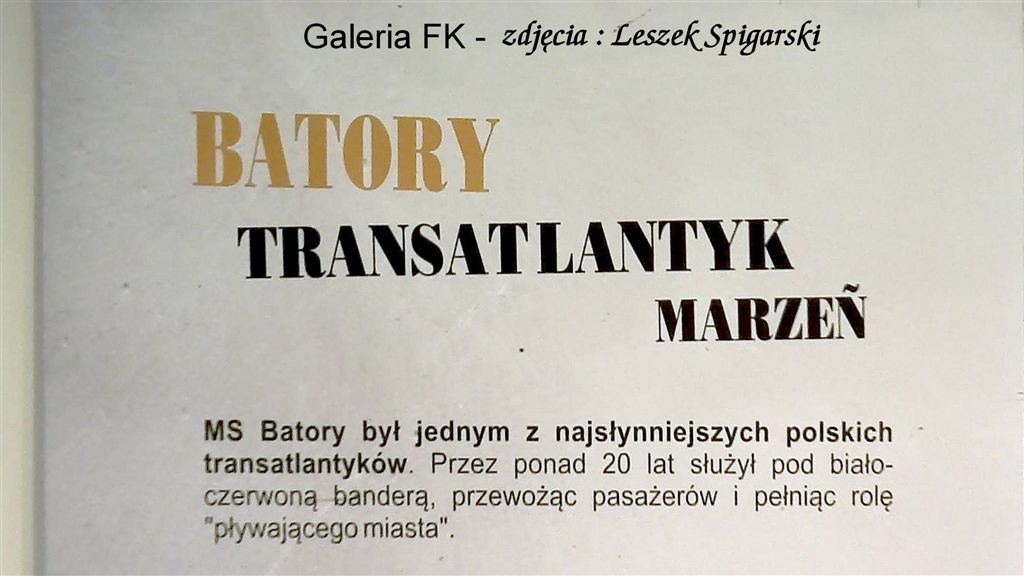 Galeria FK - zdjęcia : Leszek Spigarski
BATORY
TRANSATLANTYK
MARZEÑ
MS Batory był jednym z najsłynniejszych polskich
transatlantyków. Przez ponad 20 lat służył pod biało-
czerwoną banderą, przewożąc pasażerów i pełniąc rolę
"pływającego miasta".